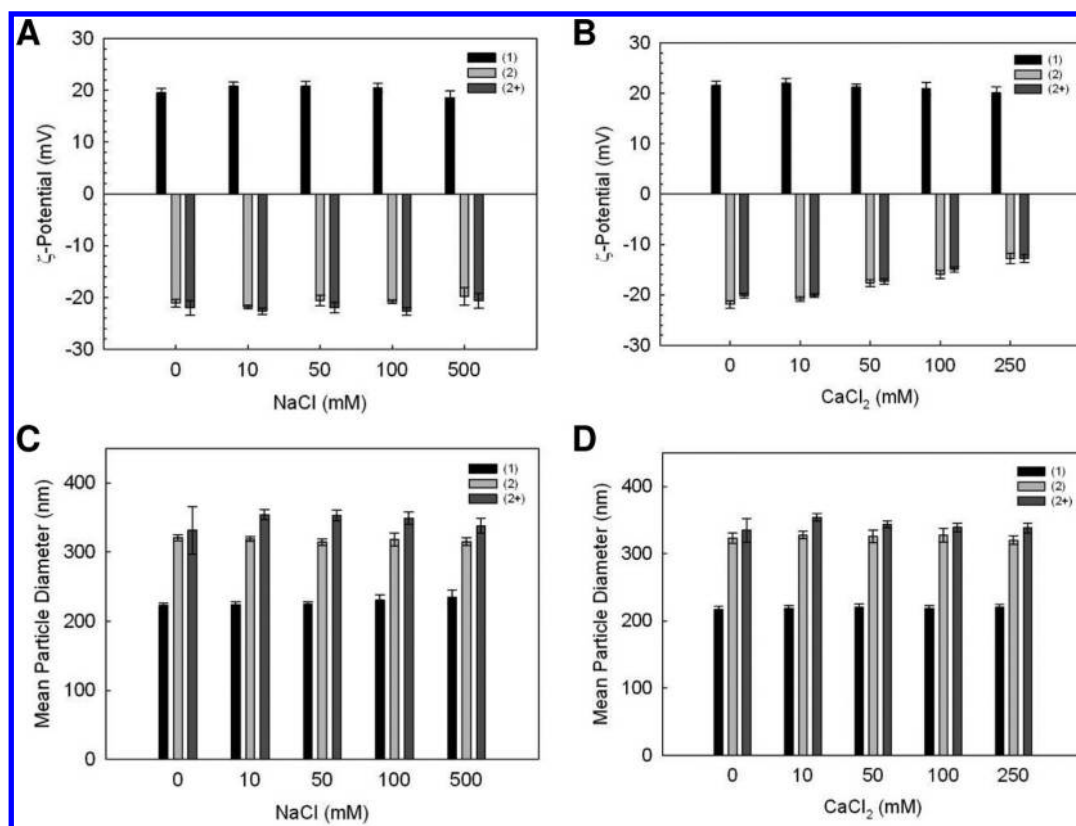 A
30
20
10
0
-10
-20
-30
ζ-Potential (mV)
(1)
(2)
(2+)
0 10 50 100 500
NaCl (mM)
B
30
20
10
0
-10
-20
-30
ζ-Potential (mV)
(1)
(2)
(2+)
0 10 50 100 250
CaCl₂ (mM)
C
400
300
200
100
0
Mean Particle Diameter (nm)
(1)
(2)
(2+)
0 10 50 100 500
NaCl (mM)
D
400
300
200
100
0
Mean Particle Diameter (nm)
(1)
(2)
(2+)
0 10 50 100 250
CaCl₂ (mM)